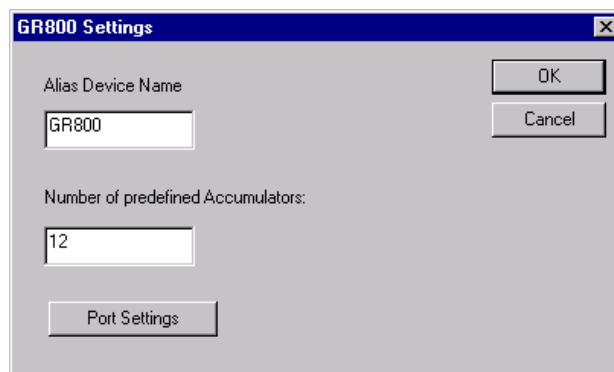 GR800 Settings
Alias Device Name
OK
GR800
Cancel
Number of predefined Accumulators:
12
Port Settings